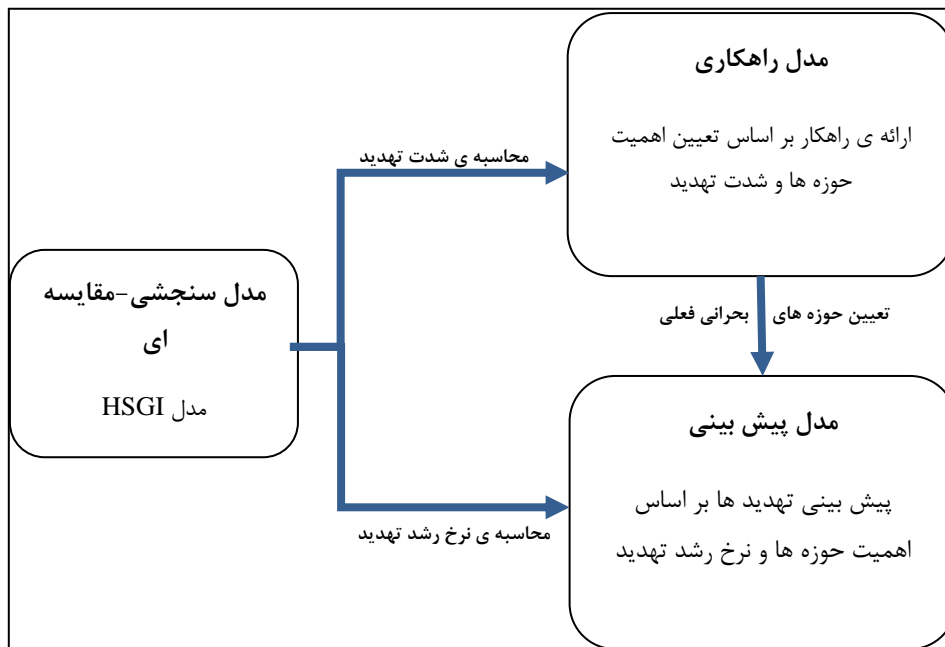 مدل راهکاری
ارائه ی راهکار بر اساس تعیین اهمیت
حوزه ها و شدت تهدید
محاسبه ی شدت تهدید
مدل سنجشی-مقایسه
ای
مدل HSGI
تعیین حوزه های بحرانی فعلی
مدل پیش بینی
پیش بینی تهدید ها بر اساس
اهمیت حوزه ها و نرخ رشد تهدید
محاسبه ی نرخ رشد تهدید